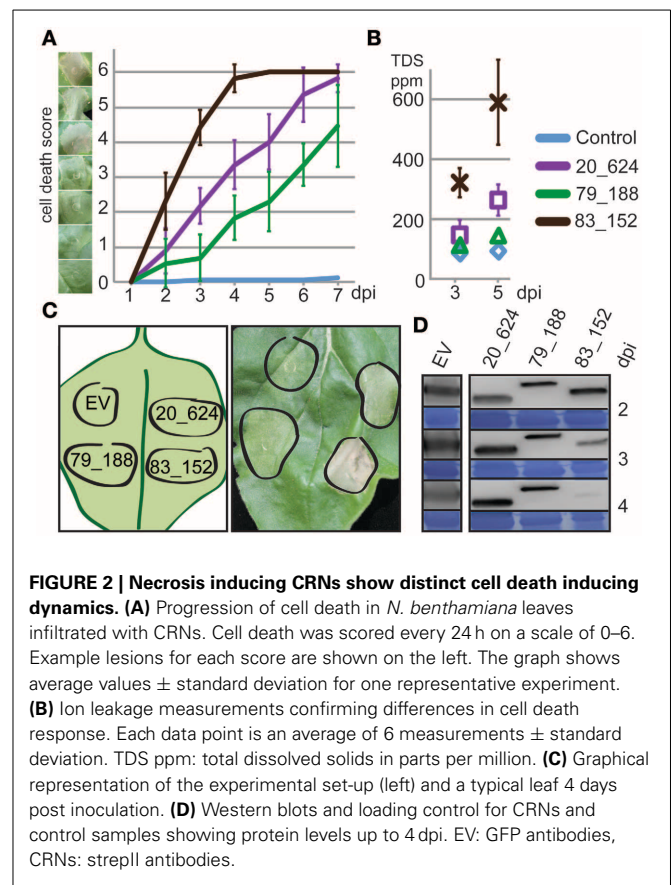 A
cell death score
6
5
4
3
2
1
0
1 2 3 4 5 6 7 dpi
B
TDS
ppm
600
400
200
0
3 5 dpi
Control
20_624
79_188
83_152
C
EV
20_624
79_188
83_152
D
EV
20_624
79_188
83_152
dpi
2
3
4
FIGURE 2 | Necrosis inducing CRNs show distinct cell death inducing
dynamics. (A) Progression of cell death in N. benthamiana leaves
infiltrated with CRNs. Cell death was scored every 24 h on a scale of 0–6.
Example lesions for each score are shown on the left. The graph shows
average values ± standard deviation for one representative experiment.
(B) Ion leakage measurements confirming differences in cell death
response. Each data point is an average of 6 measurements ± standard
deviation. TDS ppm: total dissolved solids in parts per million. (C) Graphical
representation of the experimental set-up (left) and a typical leaf 4 days
post inoculation. (D) Western blots and loading control for CRNs and
control samples showing protein levels up to 4 dpi. EV: GFP antibodies,
CRNs: strepII antibodies.